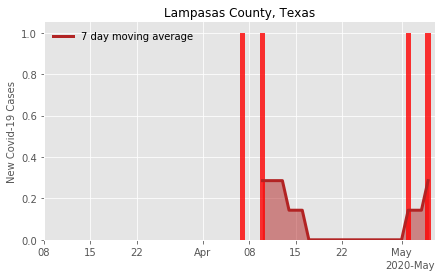 Lampasas County, Texas
7 day moving average
New Covid-19 Cases
1.0
0.8
0.6
0.4
0.2
0.0
08 15 22 Apr 08 15 22 May
2020-May